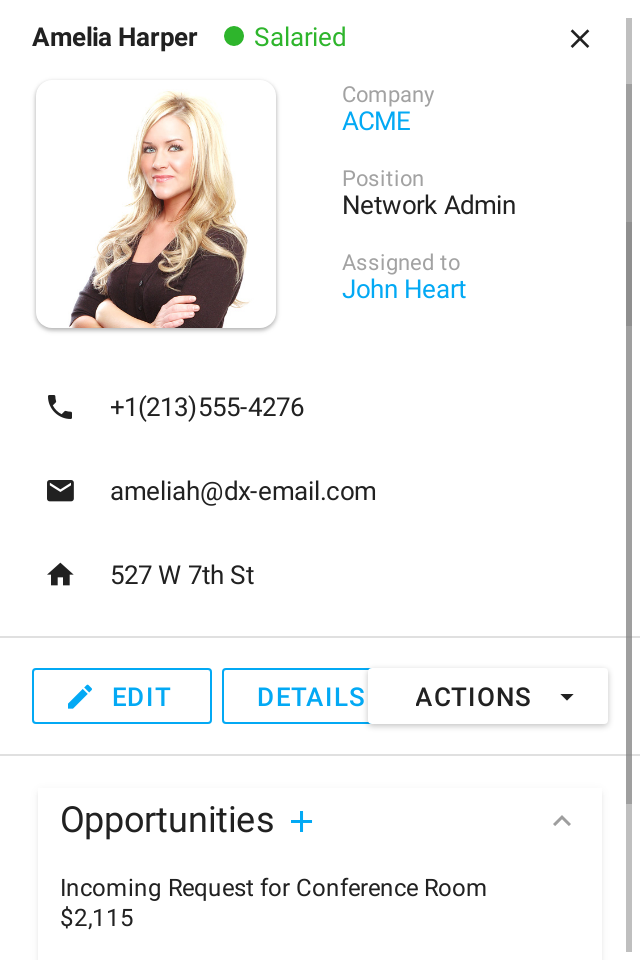 Amelia Harper Salaried
Company
ACME
Position
Network Admin
Assigned to
John Heart
+1(213)555-4276
ameliah@dx-email.com
527 W 7th St
EDIT DETAILS ACTIONS
Opportunities
Incoming Request for Conference Room
$2,115